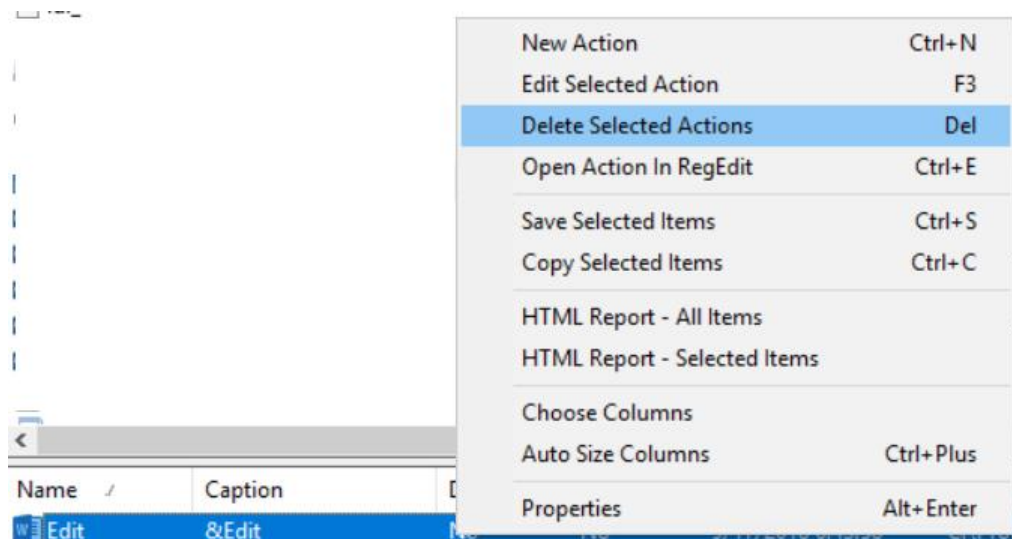 New Action Ctrl+N
Edit Selected Action F3
Delete Selected Actions Del
Open Action In RegEdit Ctrl+E
Save Selected Items Ctrl+S
Copy Selected Items Ctrl+C
HTML Report - All Items
HTML Report - Selected Items
Choose Columns
Auto Size Columns Ctrl+Plus
Properties Alt+Enter
Name Caption
Edit &Edit No No